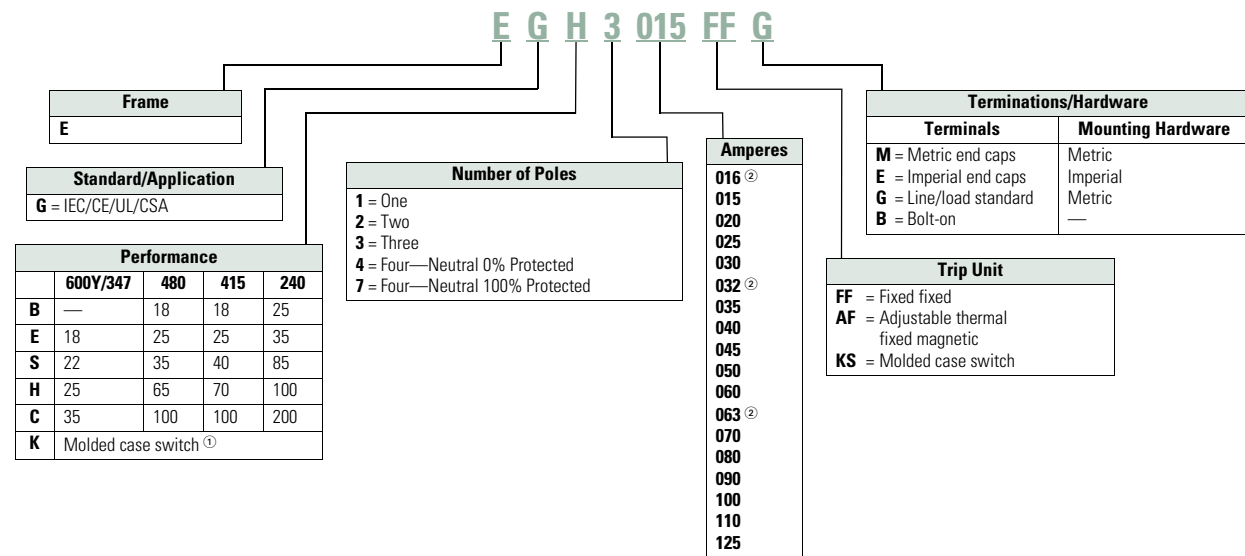 E G H 3 015 FF G
Frame
E
Standard/Application
G = IEC/CE/UL/CSA
Performance
600Y/347 480 415 240
B — 18 18 25
E 18 25 25 35
S 22 35 40 85
H 25 65 70 100
C 35 100 100 200
K Molded case switch ①
Number of Poles
1 = One
2 = Two
3 = Three
4 = Four—Neutral 0% Protected
7 = Four—Neutral 100% Protected
Amperes
016 ②
015
020
025
030
032 ②
035
040
045
050
060
063 ②
070
080
090
100
110
125
Trip Unit
FF = Fixed fixed
AF = Adjustable thermal
fixed magnetic
KS = Molded case switch
Terminations/Hardware
Terminals Mounting Hardware
M = Metric end caps Metric
E = Imperial end caps Imperial
G = Line/load standard Metric
B = Bolt-on —